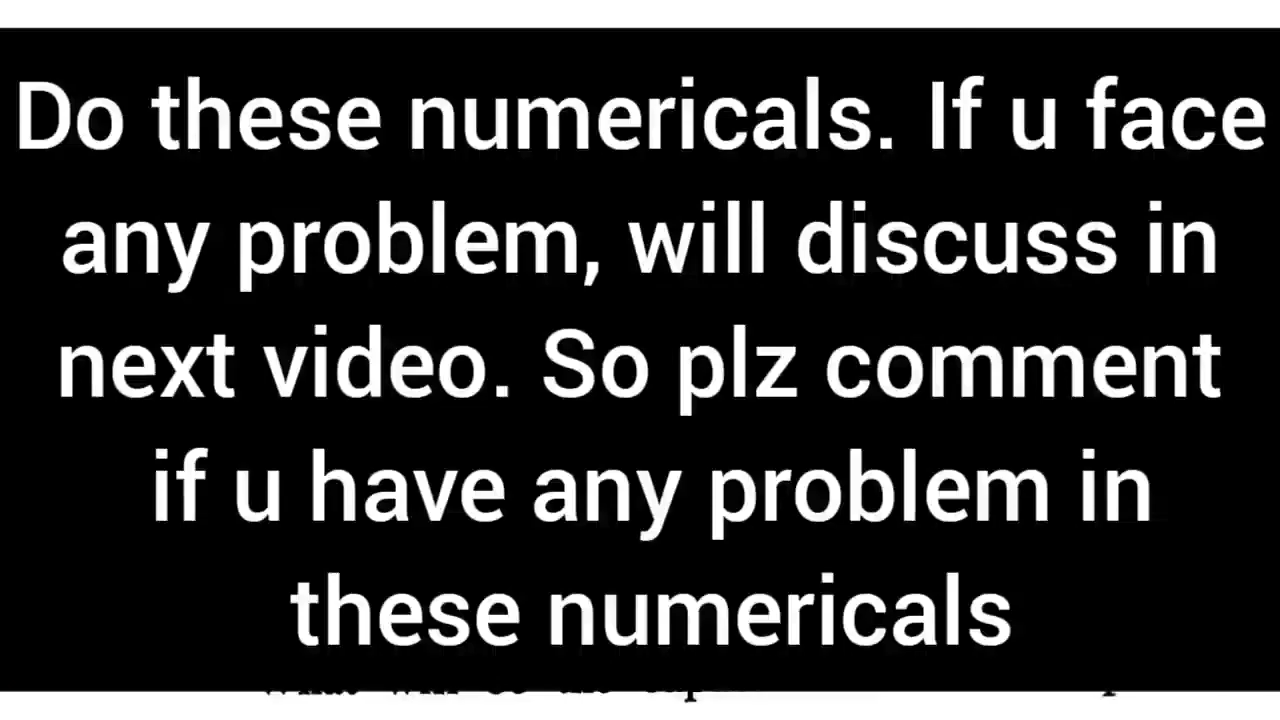 Do these numericals. If u face
any problem, will discuss in
next video. So plz comment
if u have any problem in
these numericals